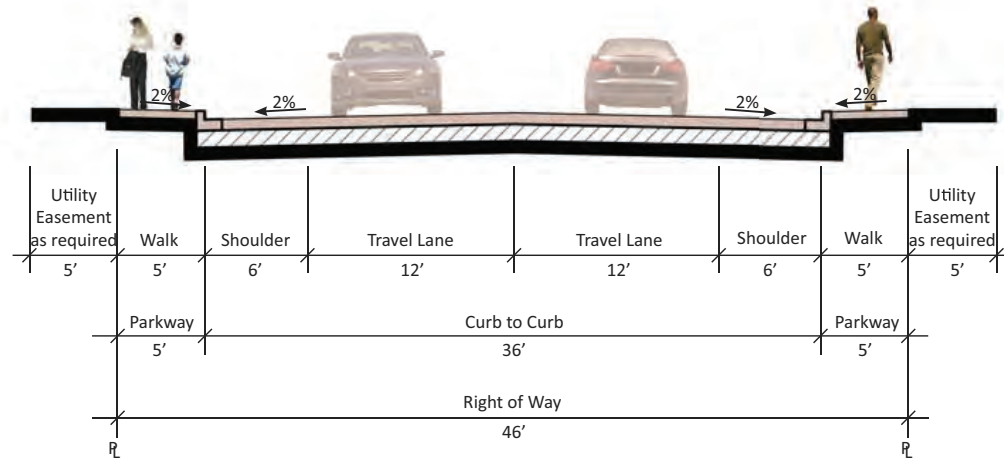 2% 2% 2% 2%
Utility Easement as required Walk Shoulder Travel Lane Travel Lane Shoulder Walk Utility Easement as required
5’ 5’ 6’ 12’ 12’ 6’ 5’ 5’
Parkway Curb to Curb Parkway
5’ 36’ 5’
Right of Way
46’
PL PL